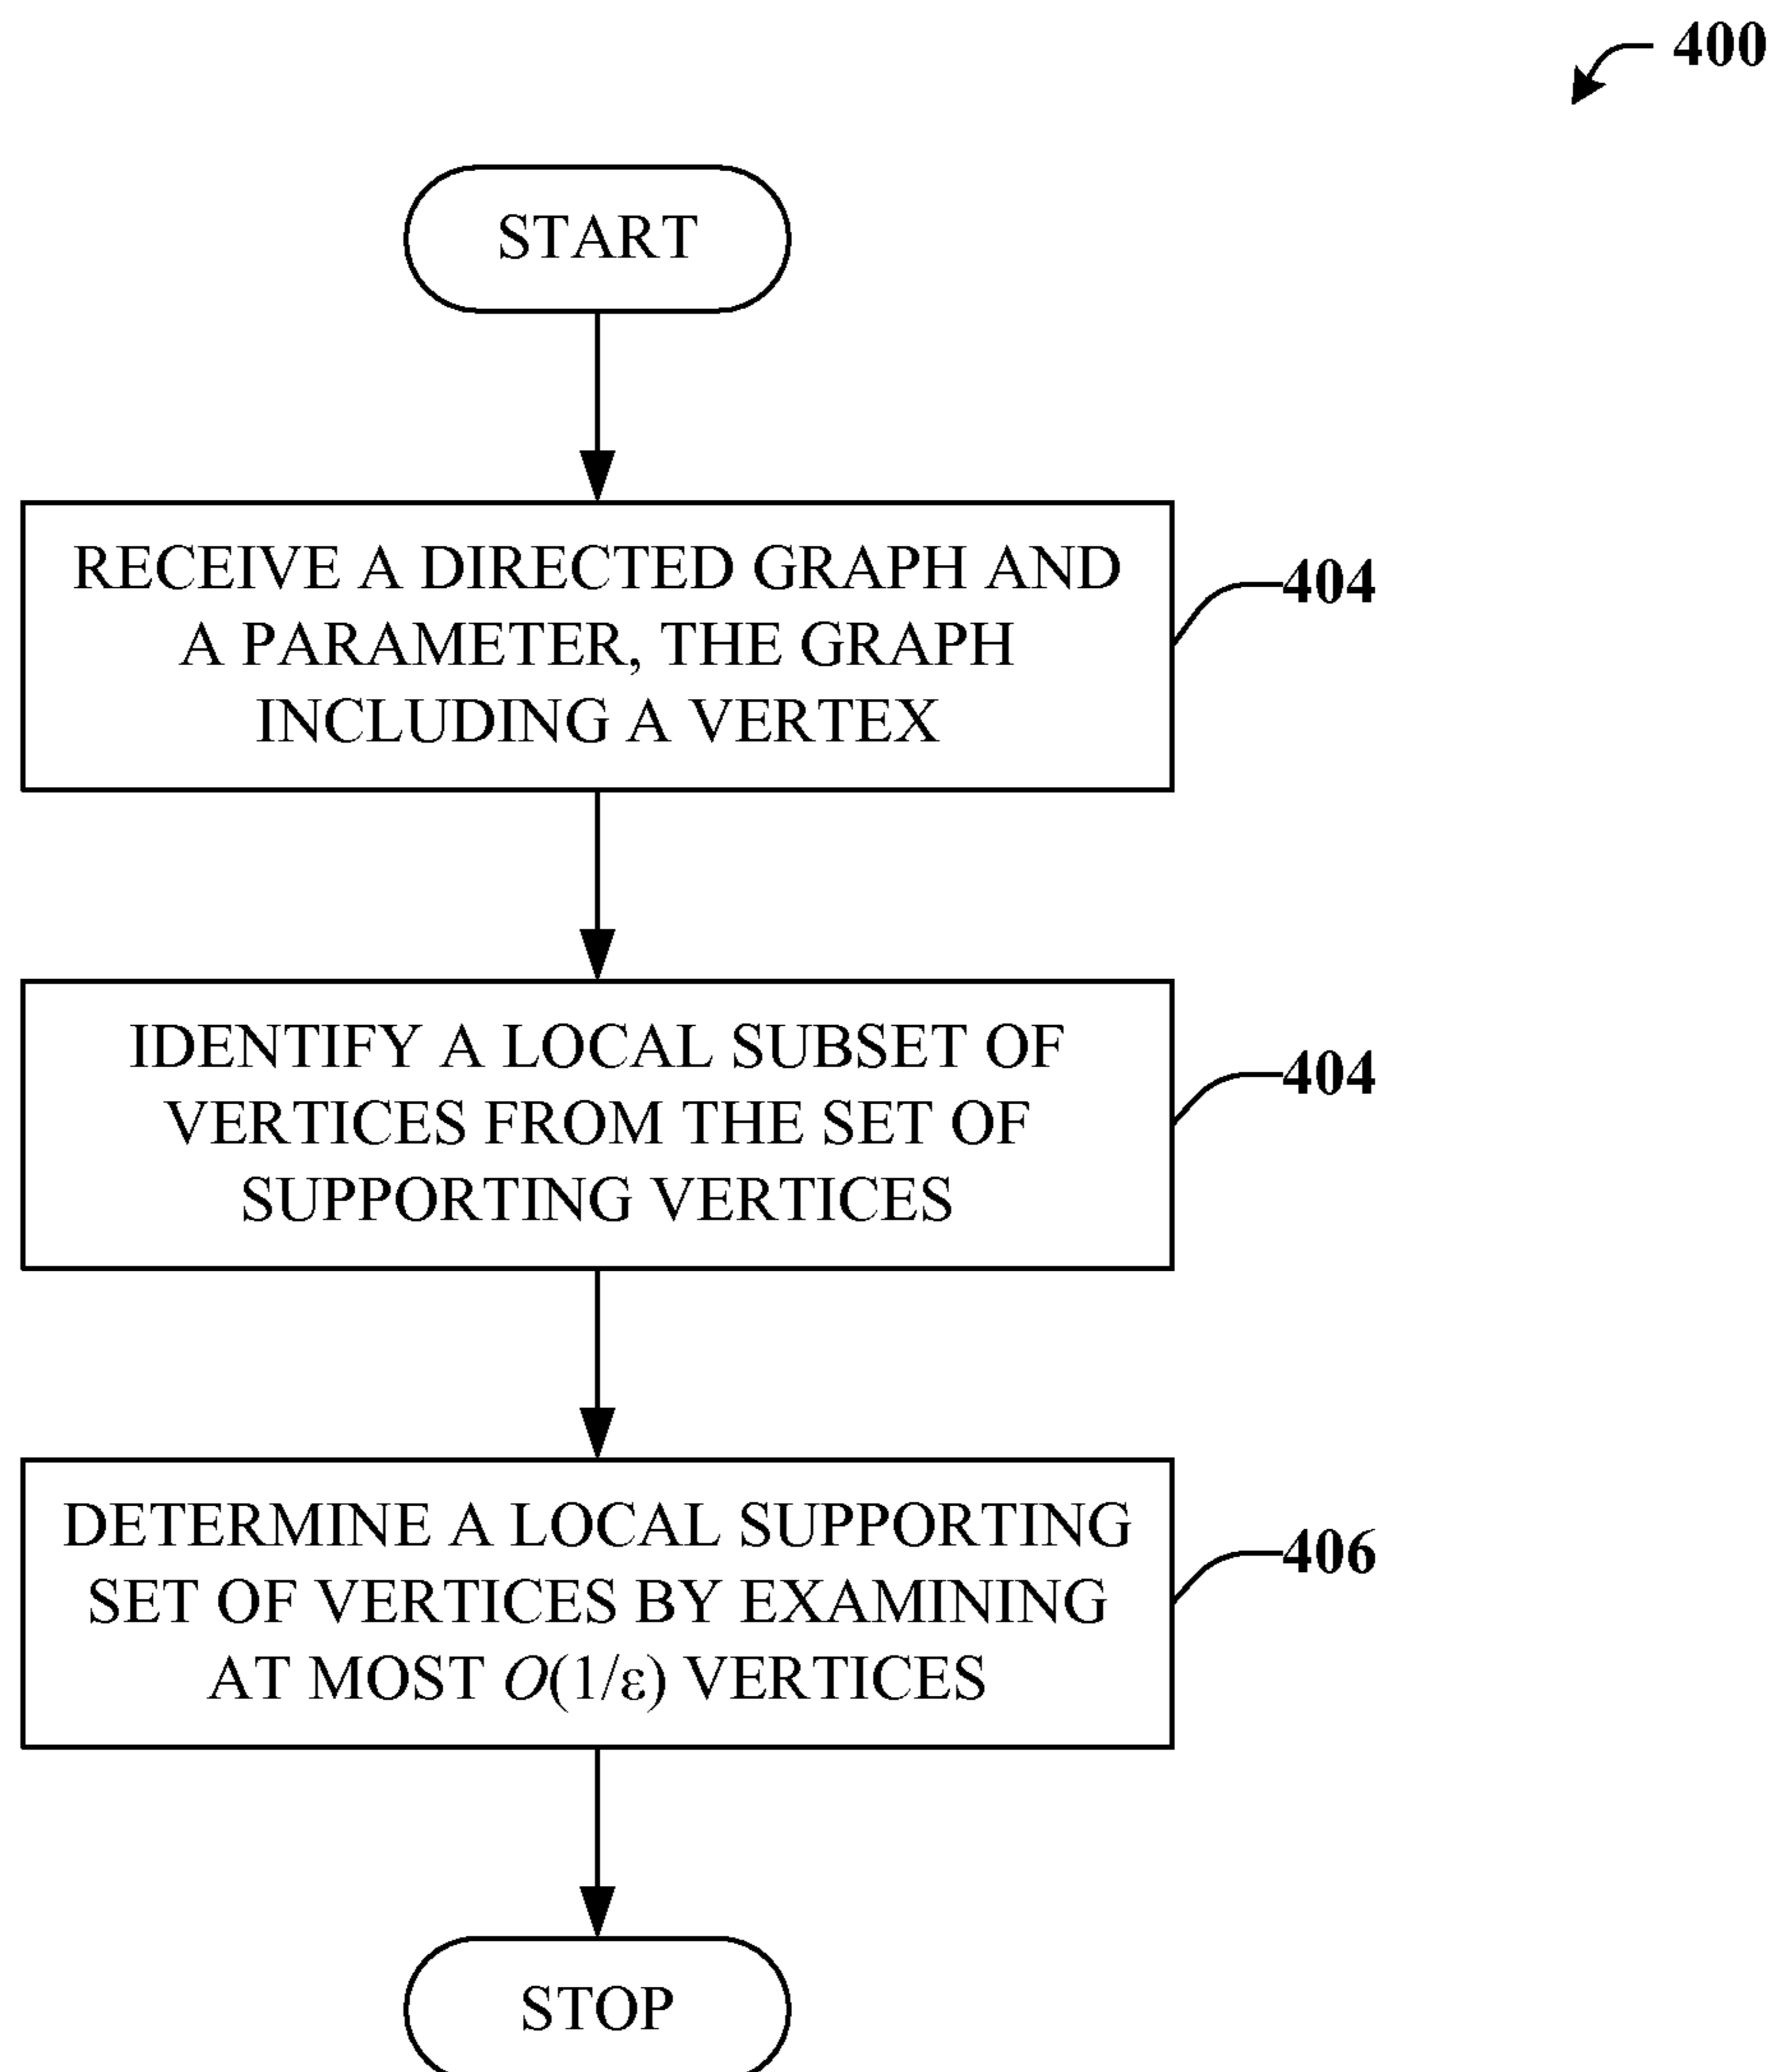 400
START
RECEIVE A DIRECTED GRAPH AND
A PARAMETER, THE GRAPH
INCLUDING A VERTEX
404
IDENTIFY A LOCAL SUBSET OF
VERTICES FROM THE SET OF
SUPPORTING VERTICES
404
DETERMINE A LOCAL SUPPORTING
SET OF VERTICES BY EXAMINING
AT MOST O(1/ε) VERTICES
406
STOP